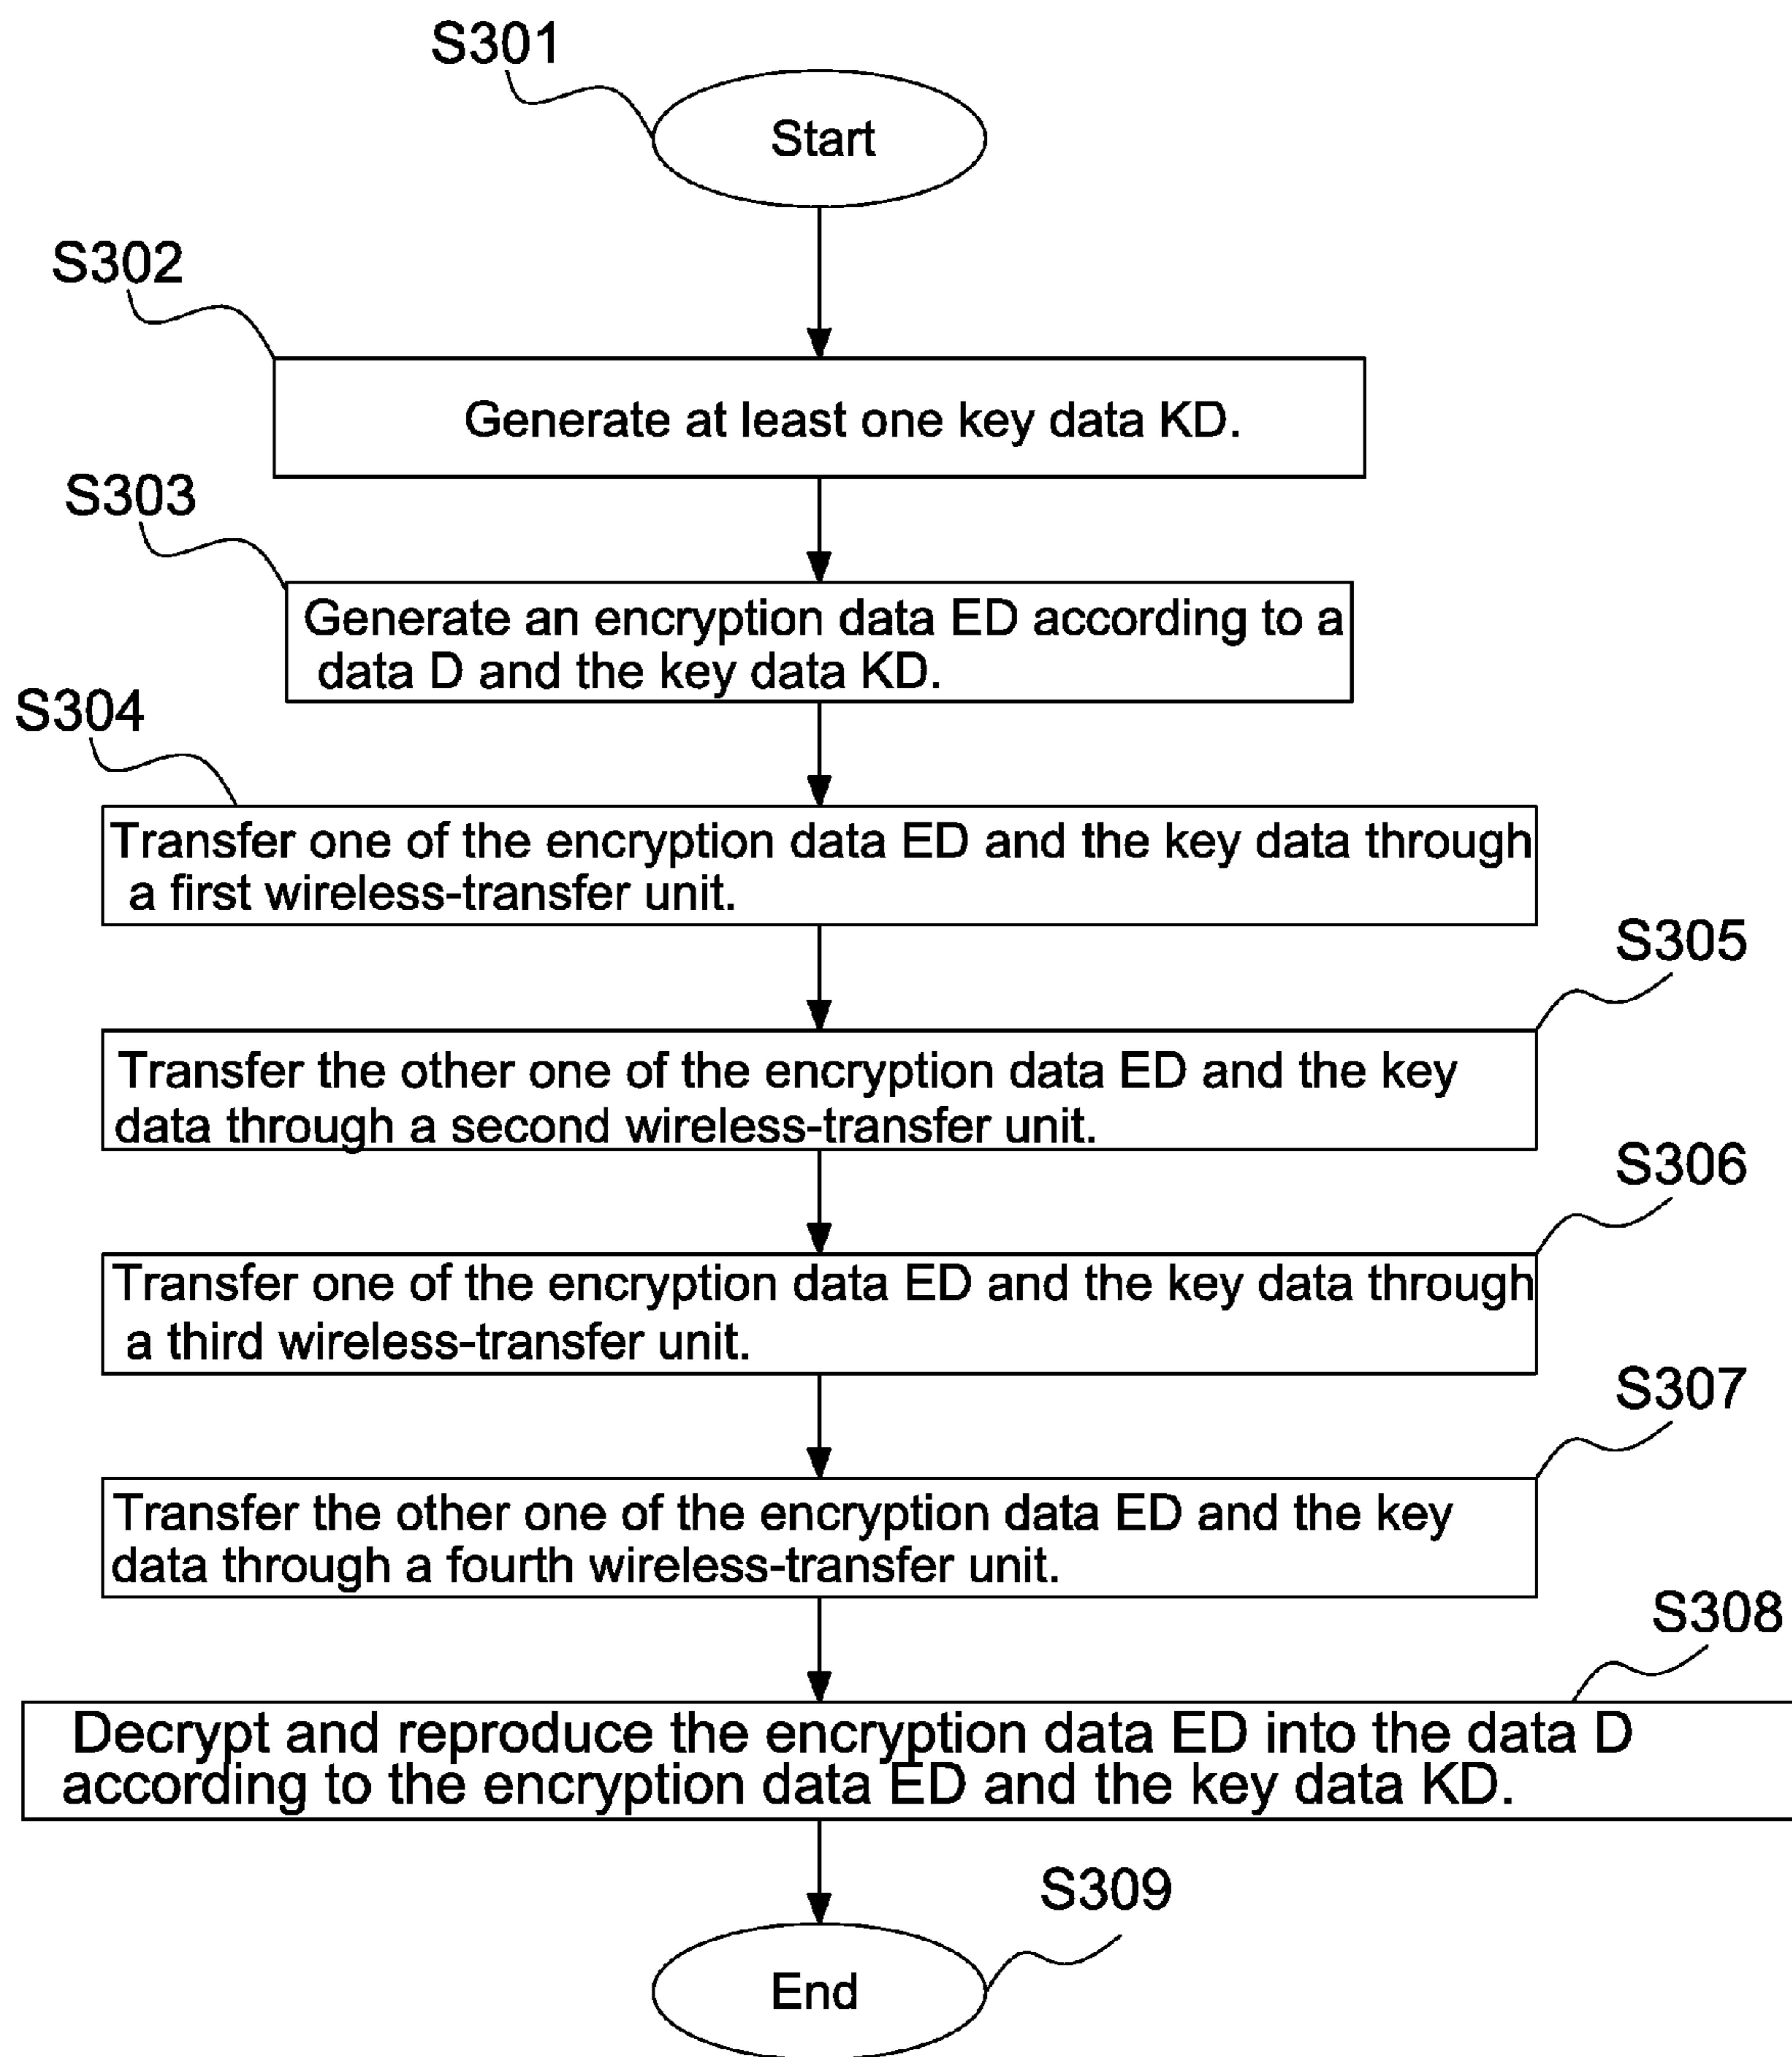 S301
Start
S302
Generate at least one key data KD.
S303
Generate an encryption data ED according to a
data D and the key data KD.
S304
Transfer one of the encryption data ED and the key data through
a first wireless-transfer unit.
S305
Transfer the other one of the encryption data ED and the key
data through a second wireless-transfer unit.
S306
Transfer one of the encryption data ED and the key data through
a third wireless-transfer unit.
S307
Transfer the other one of the encryption data ED and the key
data through a fourth wireless-transfer unit.
S308
Decrypt and reproduce the encryption data ED into the data D
according to the encryption data ED and the key data KD.
S309
End